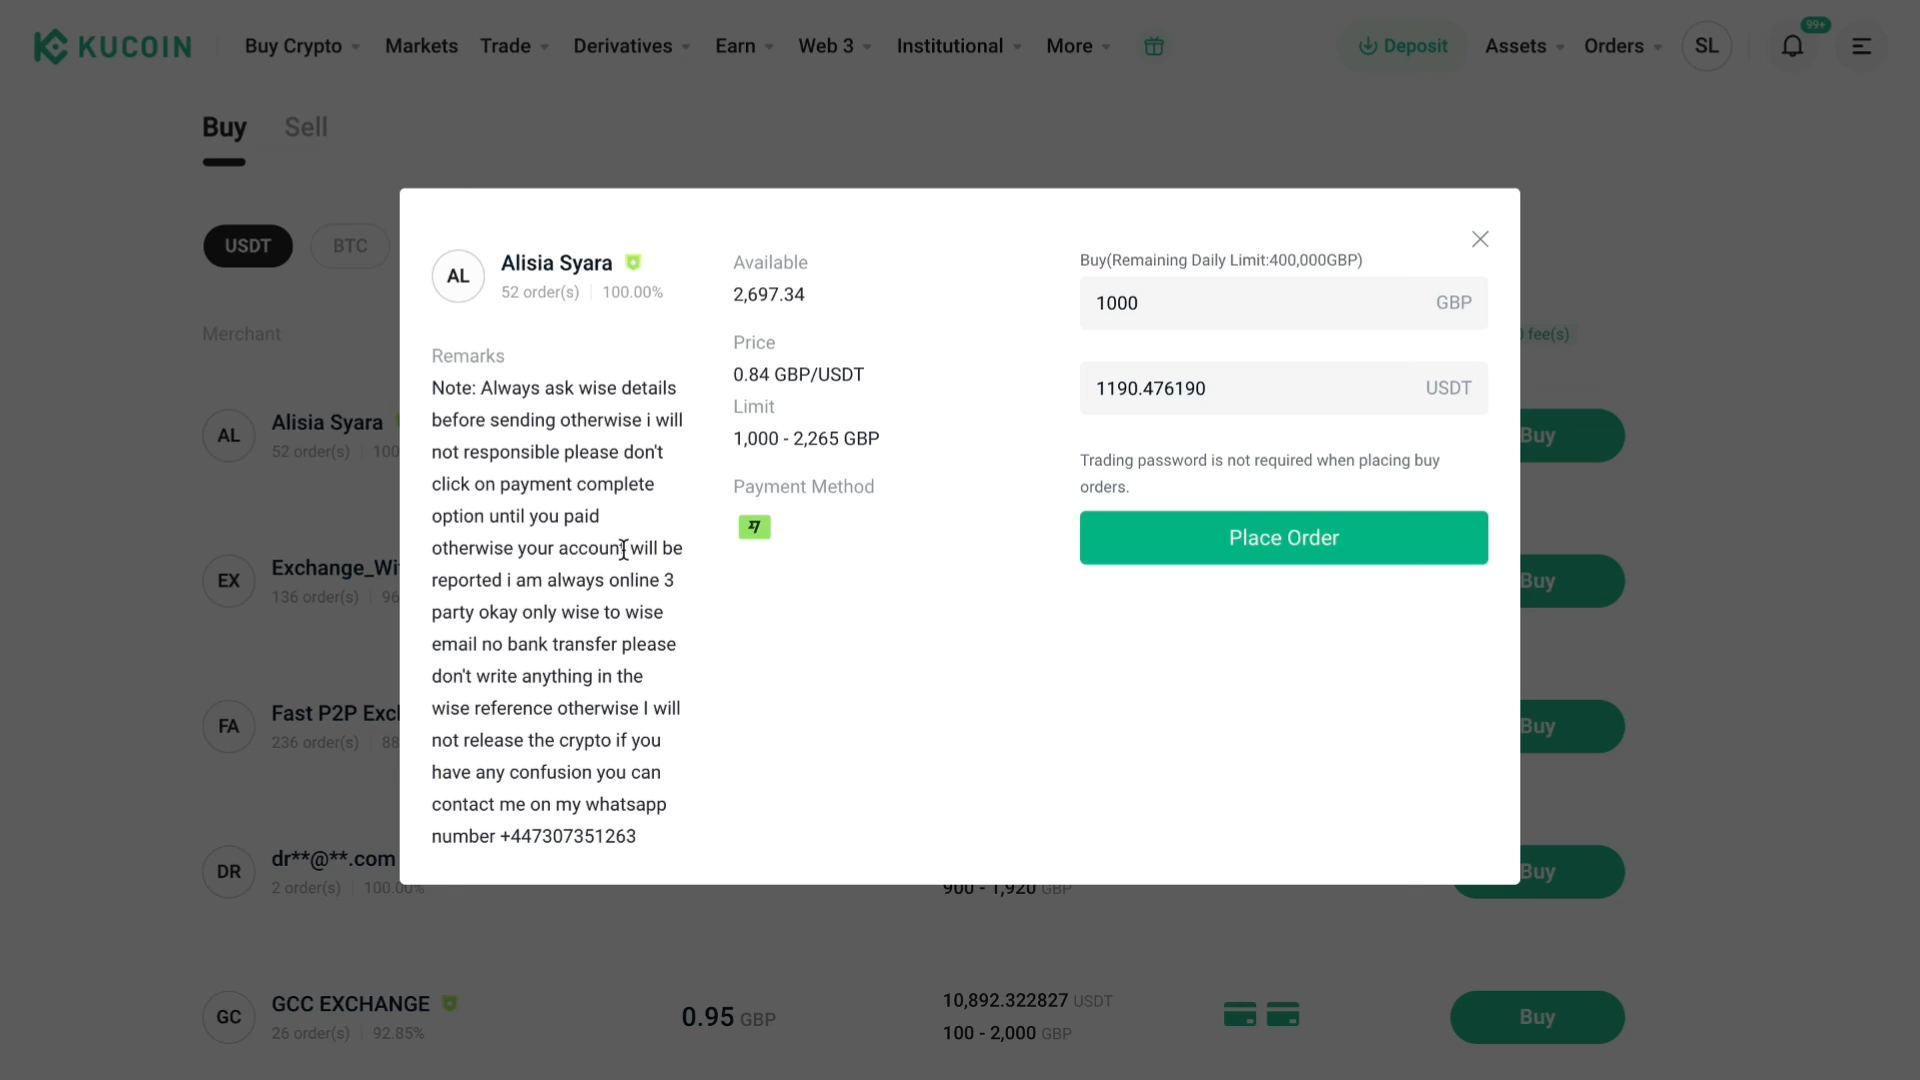 KUCOIN
Buy Crypto
Markets
Trade
Derivatives
Earn
Web 3
Institutional
More
Deposit
Assets
Orders
SL
99+
Buy
Sell
USDT
BTC
Merchant
fee(s)
AL
Alisia Syara
52 order(s)
100
Buy
EX
136 order(s)
96
Buy
FA
Fast P2P
236 order(s)
88
Buy
DR
dr**@**.com
2 order(s)
100.00%
900 - 1,920 GBP
Buy
GC
GCC EXCHANGE
26 order(s)
92.85%
0.95 GBP
10,892.322827 USDT
100 - 2,000 GBP
Buy
AL
Alisia Syara
52 order(s)
100.00%
Remarks
Note: Always ask wise details
before sending otherwise i will
not responsible please don't
click on payment complete
option until you paid
otherwise your account will be
reported i am always online 3
party okay only wise to wise
email no bank transfer please
don't write anything in the
wise reference otherwise I will
not release the crypto if you
have any confusion you can
contact me on my whatsapp
number +447307351263
Available
2,697.34
Price
0.84 GBP/USDT
Limit
1,000 - 2,265 GBP
Payment Method
Buy(Remaining Daily Limit:400,000GBP)
1000 GBP
1190.476190 USDT
Trading password is not required when placing buy
orders.
Place Order